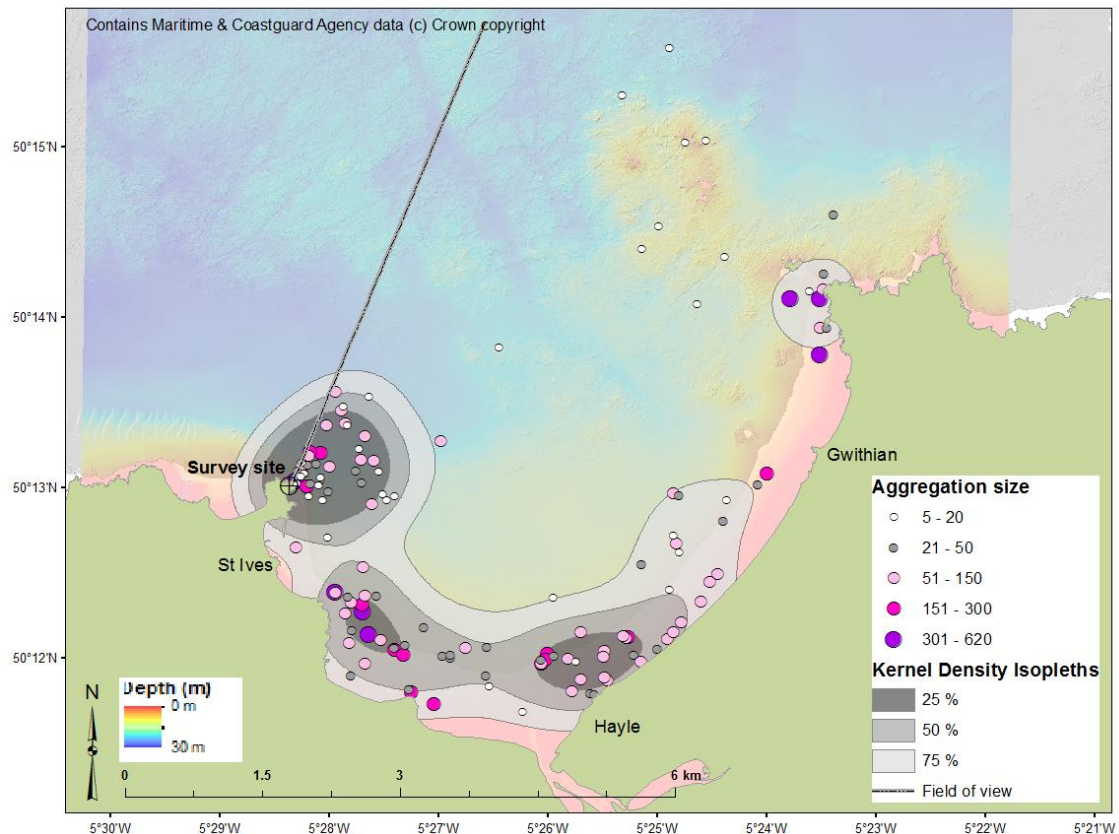 Contains Maritime & Coastguard Agency data (c) Crown copyright
50°15'N
50°14'N
50°13'N
50°12'N
Survey site
St Ives
Gwithian
Hayle
Aggregation size
5 - 20
21 - 50
51 - 150
151 - 300
301 - 620
Kernel Density Isopleths
25 %
50 %
75 %
Field of view
N
Depth (m)
0 m
30 m
0 1.5 3 6 km
5°30'W 5°29'W 5°28'W 5°27'W 5°26'W 5°25'W 5°24'W 5°23'W 5°22'W 5°21'W